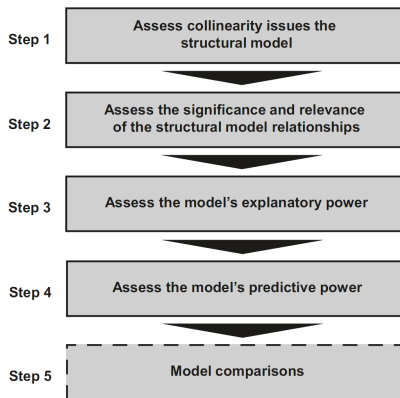 Step 1
Assess collinearity issues the
structural model
Step 2
Assess the significance and relevance
of the structural model relationships
Step 3
Assess the model's explanatory power
Step 4
Assess the model's predictive power
Step 5
Model comparisons